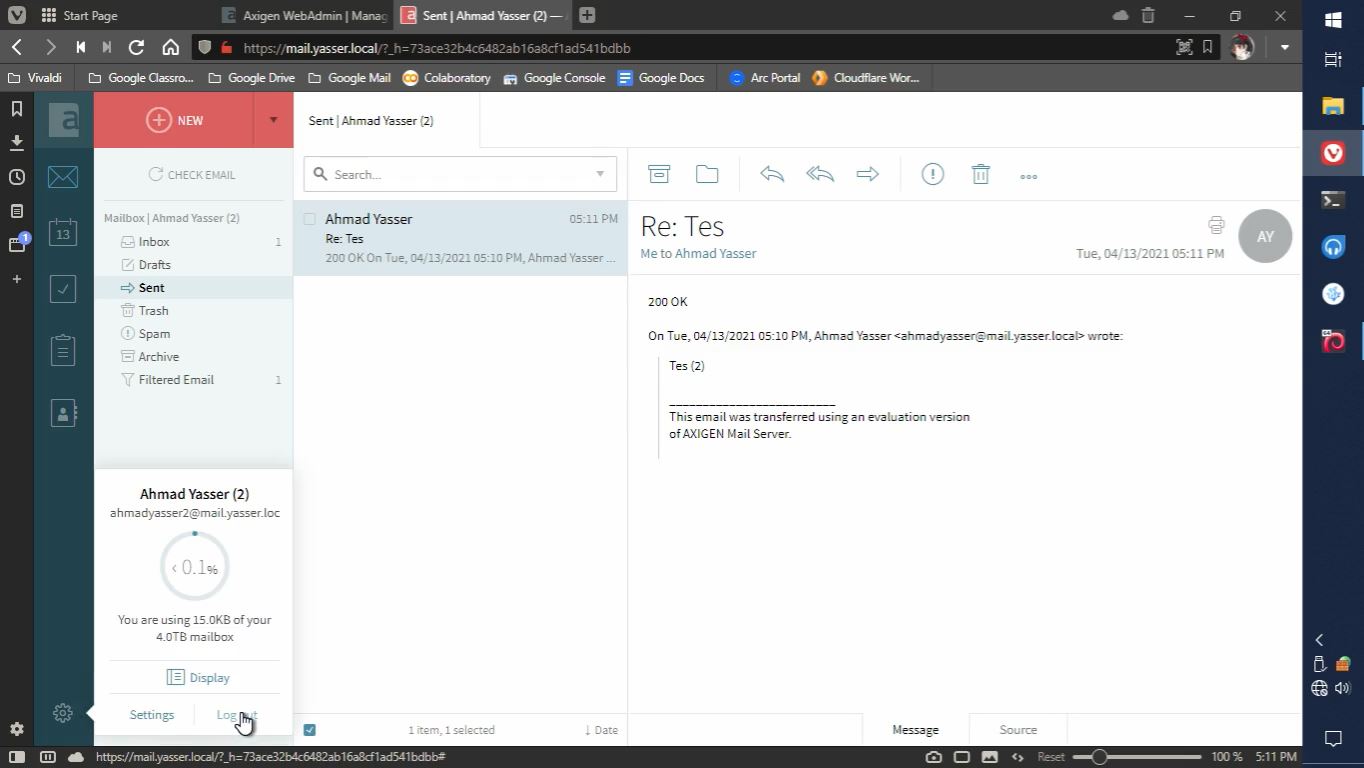 Start Page
Axigen WebAdmin | Manag
Sent | Ahmad Yasser (2) —
https://mail.yasser.local/?_h=73ace32b4c6482ab16a8cf1ad541bdbb
Vivaldi
Google Classro...
Google Drive
Google Mail
Colaboratory
Google Console
Google Docs
Arc Portal
Cloudflare Wor...
a
NEW
Sent | Ahmad Yasser (2)
CHECK EMAIL
Search...
Mailbox | Ahmad Yasser (2)
Inbox 1
Drafts
Sent
Trash
Spam
Archive
Filtered Email 1
13
1
Ahmad Yasser 05:11 PM
Re: Tes
200 OK On Tue, 04/13/2021 05:10 PM, Ahmad Yasser ...
Re: Tes
Me to Ahmad Yasser
Tue, 04/13/2021 05:11 PM
AY
200 OK
On Tue, 04/13/2021 05:10 PM, Ahmad Yasser <ahmadyasser@mail.yasser.local> wrote:
Tes (2)
This email was transferred using an evaluation version
of AXIGEN Mail Server.
Ahmad Yasser (2)
ahmadyasser2@mail.yasser.loc
< 0.1%
You are using 15.0KB of your
4.0TB mailbox
Display
Settings
1 item, 1 selected
↓ Date
Message
Source
https://mail.yasser.local/?_h=73ace32b4c6482ab16a8cf1ad541bdbb#
Reset
100 %
5:11 PM